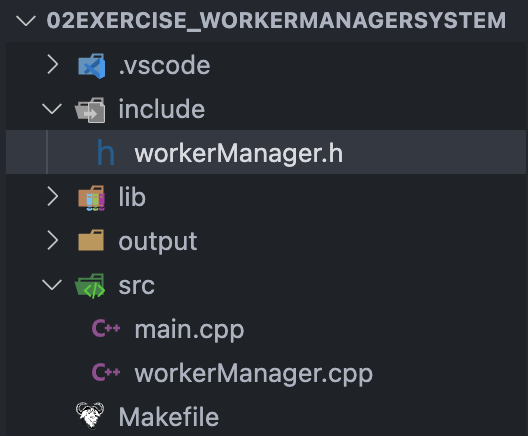 02EXERCISE_WORKERMANAGERSYSTEM
.vscode
include
h workerManager.h
lib
output
src
C++ main.cpp
C++ workerManager.cpp
Makefile